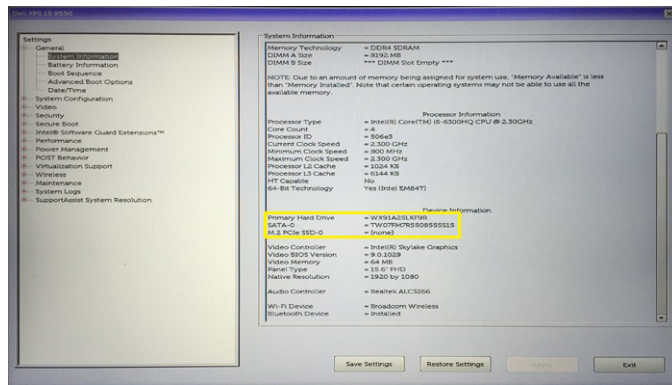 Dell XPS 15 9550
Settings
General
System Information
Battery Information
Boot Sequence
Advanced Boot Options
Date/Time
System Configuration
Video
Security
Secure Boot
Intel® Software Guard Extensions™
Performance
Power Management
POST Behavior
Virtualization Support
Wireless
Maintenance
System Logs
SupportAssist System Resolution
System Information
Memory Technology = DDR4 SDRAM
DIMM A Size = 8192 MB
DIMM B Size *** DIMM Slot Empty ***
NOTE: Due to an amount of memory being assigned for system use, "Memory Available" is less
than "Memory Installed". Note that certain operating systems may not be able to use all the
available memory.
Processor Information
Processor Type = Intel(R) Core(TM) i5-6300HQ CPU @ 2.30GHz
Core Count = 4
Processor ID = 506e3
Current Clock Speed = 2.300 GHz
Minimum Clock Speed = 800 MHz
Maximum Clock Speed = 2.300 GHz
Processor L2 Cache = 1024 KB
Processor L3 Cache = 6144 KB
HT Capable No
64-Bit Technology Yes (Intel EM64T)
Device Information
Primary Hard Drive = WX91A25LKF9R
SATA-0 = TW07FM7R5508555515
M.2 PCIe SSD-0 = (none)
Video Controller = Intel(R) Skylake Graphics
Video BIOS Version = 9.0.1029
Video Memory = 64 MB
Panel Type = 15.6" FHD
Native Resolution = 1920 by 1080
Audio Controller = Realtek ALC3266
Wi-Fi Device = Broadcom Wireless
Bluetooth Device = Installed
Save Settings
Restore Settings
Apply
Exit